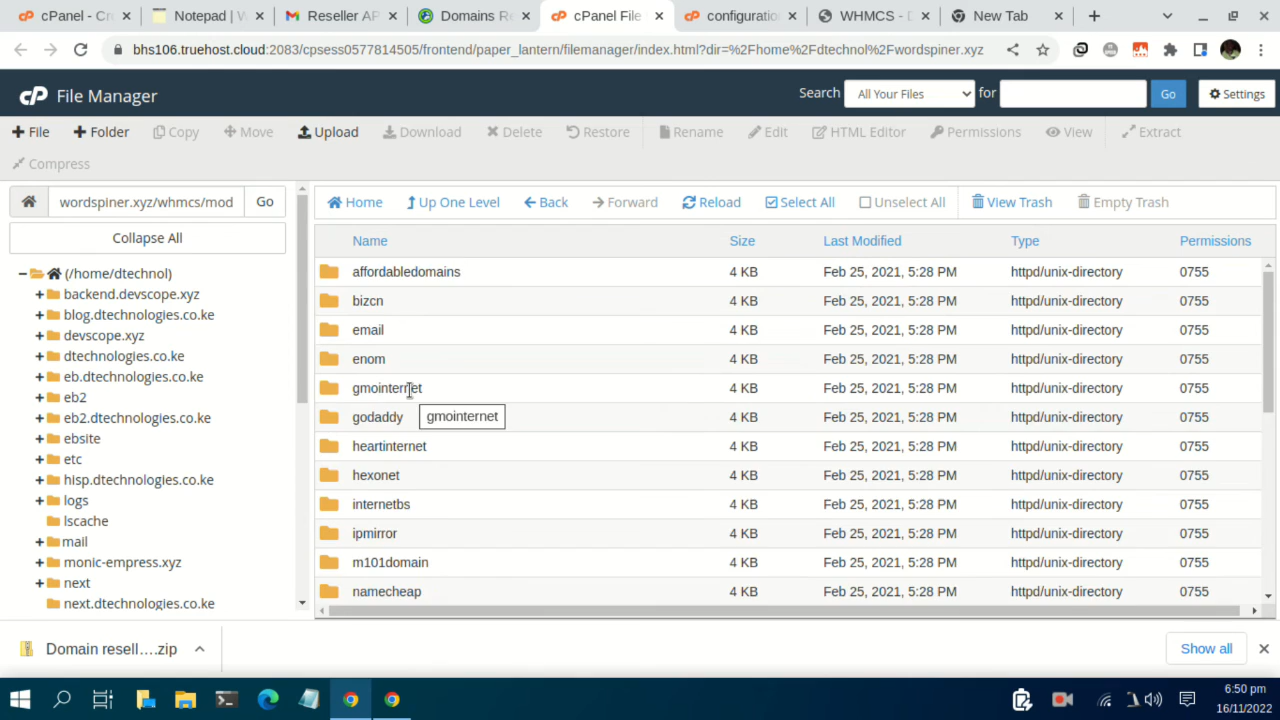 cPanel - Cr
Notepad | W
Reseller AP
Domains Re
cPanel File
configuratio
WHMCS - D
New Tab
bhs106.truehost.cloud:2083/cpsess0577814505/frontend/paper_lantern/filemanager/index.html?dir=%2Fhome%2Fdtechnol%2Fwordspiner.xyz
cP File Manager
Search All Your Files for Go Settings
File Folder Copy Move Upload Download Delete Restore Rename Edit HTML Editor Permissions View Extract
Compress
wordspiner.xyz/whmcs/mod Go
Collapse All
(/home/dtechnol)
backend.devscope.xyz
blog.dtechnologies.co.ke
devscope.xyz
dtechnologies.co.ke
eb.dtechnologies.co.ke
eb2
eb2.dtechnologies.co.ke
ebsite
etc
hisp.dtechnologies.co.ke
logs
lscache
mail
monic-empress.xyz
next
next.dtechnologies.co.ke
Home Up One Level Back Forward Reload Select All Unselect All View Trash Empty Trash
Name Size Last Modified Type Permissions
affordabledomains 4 KB Feb 25, 2021, 5:28 PM httpd/unix-directory 0755
bizcn 4 KB Feb 25, 2021, 5:28 PM httpd/unix-directory 0755
email 4 KB Feb 25, 2021, 5:28 PM httpd/unix-directory 0755
enom 4 KB Feb 25, 2021, 5:28 PM httpd/unix-directory 0755
gmointernet 4 KB Feb 25, 2021, 5:28 PM httpd/unix-directory 0755
godaddy 4 KB Feb 25, 2021, 5:28 PM httpd/unix-directory 0755
gmointernet
heartinternet 4 KB Feb 25, 2021, 5:28 PM httpd/unix-directory 0755
hexonet 4 KB Feb 25, 2021, 5:28 PM httpd/unix-directory 0755
internetbs 4 KB Feb 25, 2021, 5:28 PM httpd/unix-directory 0755
ipmirror 4 KB Feb 25, 2021, 5:28 PM httpd/unix-directory 0755
m101domain 4 KB Feb 25, 2021, 5:28 PM httpd/unix-directory 0755
namecheap 4 KB Feb 25, 2021, 5:28 PM httpd/unix-directory 0755
Domain resell....zip
Show all
6:50 pm
16/11/2022